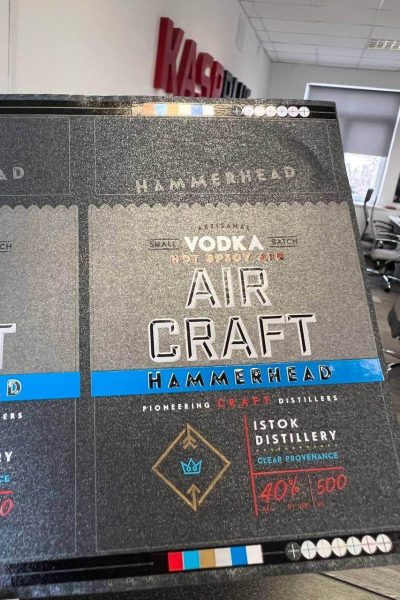 KASP
HAMMERHEAD
ARTISANAL
SMALL VODKA BATCH
HOT SPICY AIR
AIR
CRAFT
HAMMERHEAD
PIONEERING CRAFT DISTILLERS
ISTOK
DISTILLERY
CLEAR PROVENANCE
40% 500